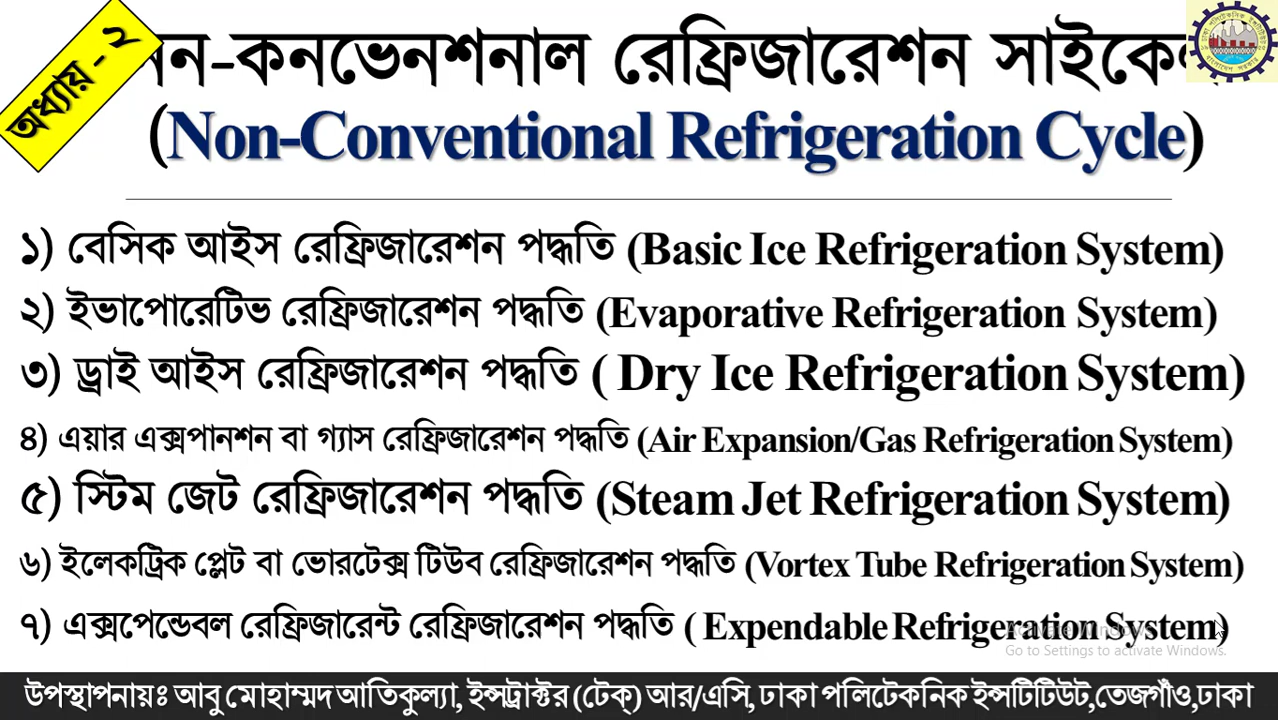 অধ্যায় - ২
নন-কনভেনশনাল রেফ্রিজারেশন সাইকেল
(Non-Conventional Refrigeration Cycle)
১) বেসিক আইস রেফ্রিজারেশন পদ্ধতি (Basic Ice Refrigeration System)
২) ইভাপোরেটিভ রেফ্রিজারেশন পদ্ধতি (Evaporative Refrigeration System)
৩) ড্রাই আইস রেফ্রিজারেশন পদ্ধতি ( Dry Ice Refrigeration System)
৪) এয়ার এক্সপানশন বা গ্যাস রেফ্রিজারেশন পদ্ধতি (Air Expansion/Gas Refrigeration System)
৫) স্টিম জেট রেফ্রিজারেশন পদ্ধতি (Steam Jet Refrigeration System)
৬) ইলেকট্রিক প্লেট বা ভোরটেক্স টিউব রেফ্রিজারেশন পদ্ধতি (Vortex Tube Refrigeration System)
৭) এক্সপেন্ডেবল রেফ্রিজারেন্ট রেফ্রিজারেশন পদ্ধতি ( Expendable Refrigeration System)
Activate Windows
Go to Settings to activate Windows.
উপস্থাপনায়ঃ আবু মোহাম্মদ আতিকুল্যা, ইন্সট্রাক্টর (টেক্) আর/এসি, ঢাকা পলিটেকনিক ইন্সটিটিউট,তেজগাঁও,ঢাকা